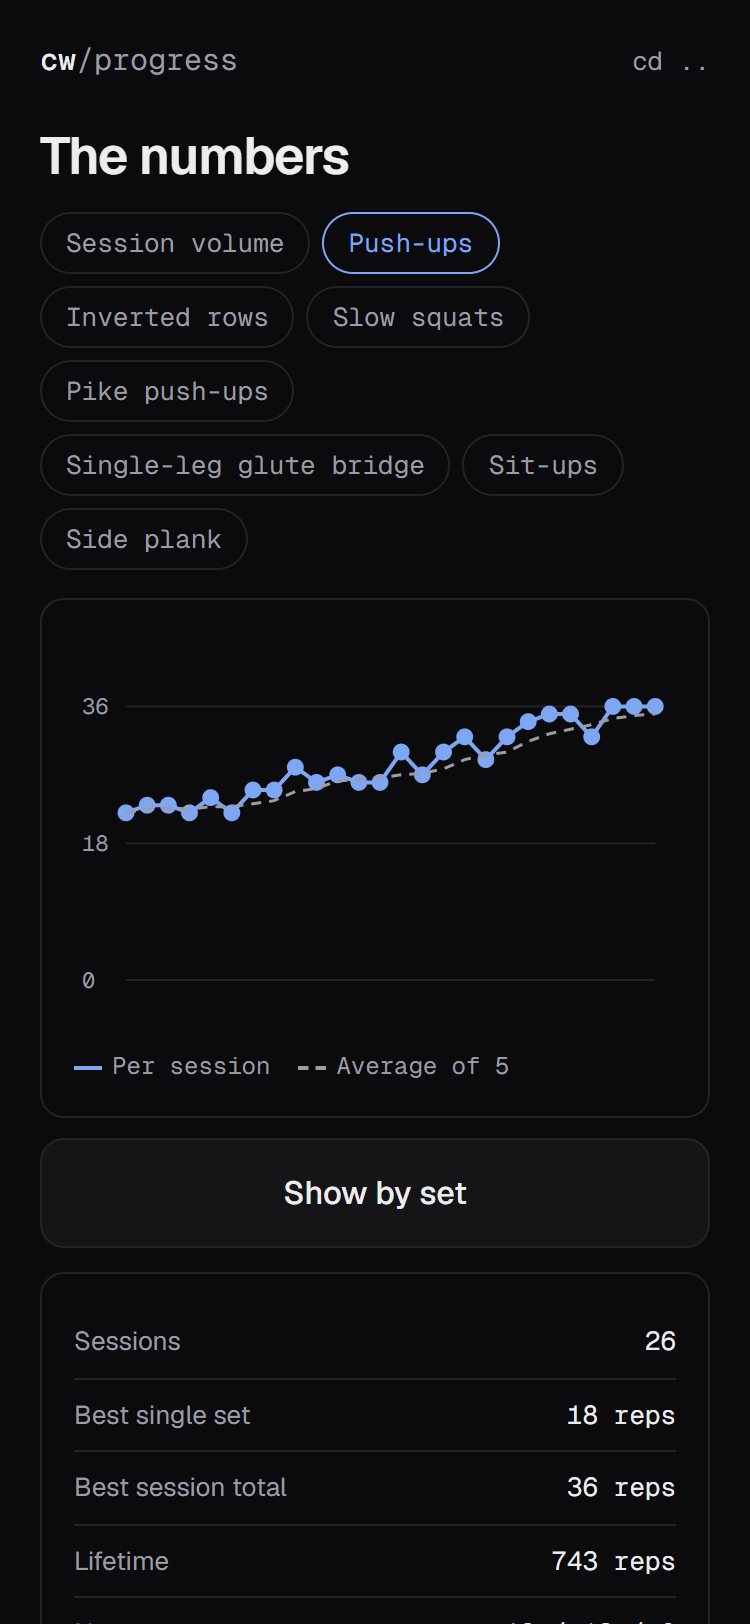 cw/progress cd ..
The numbers
Session volume Push-ups
Inverted rows Slow squats
Pike push-ups
Single-leg glute bridge Sit-ups
Side plank
36
18
0
Per session Average of 5
Show by set
Sessions 26
Best single set 18 reps
Best session total 36 reps
Lifetime 743 reps